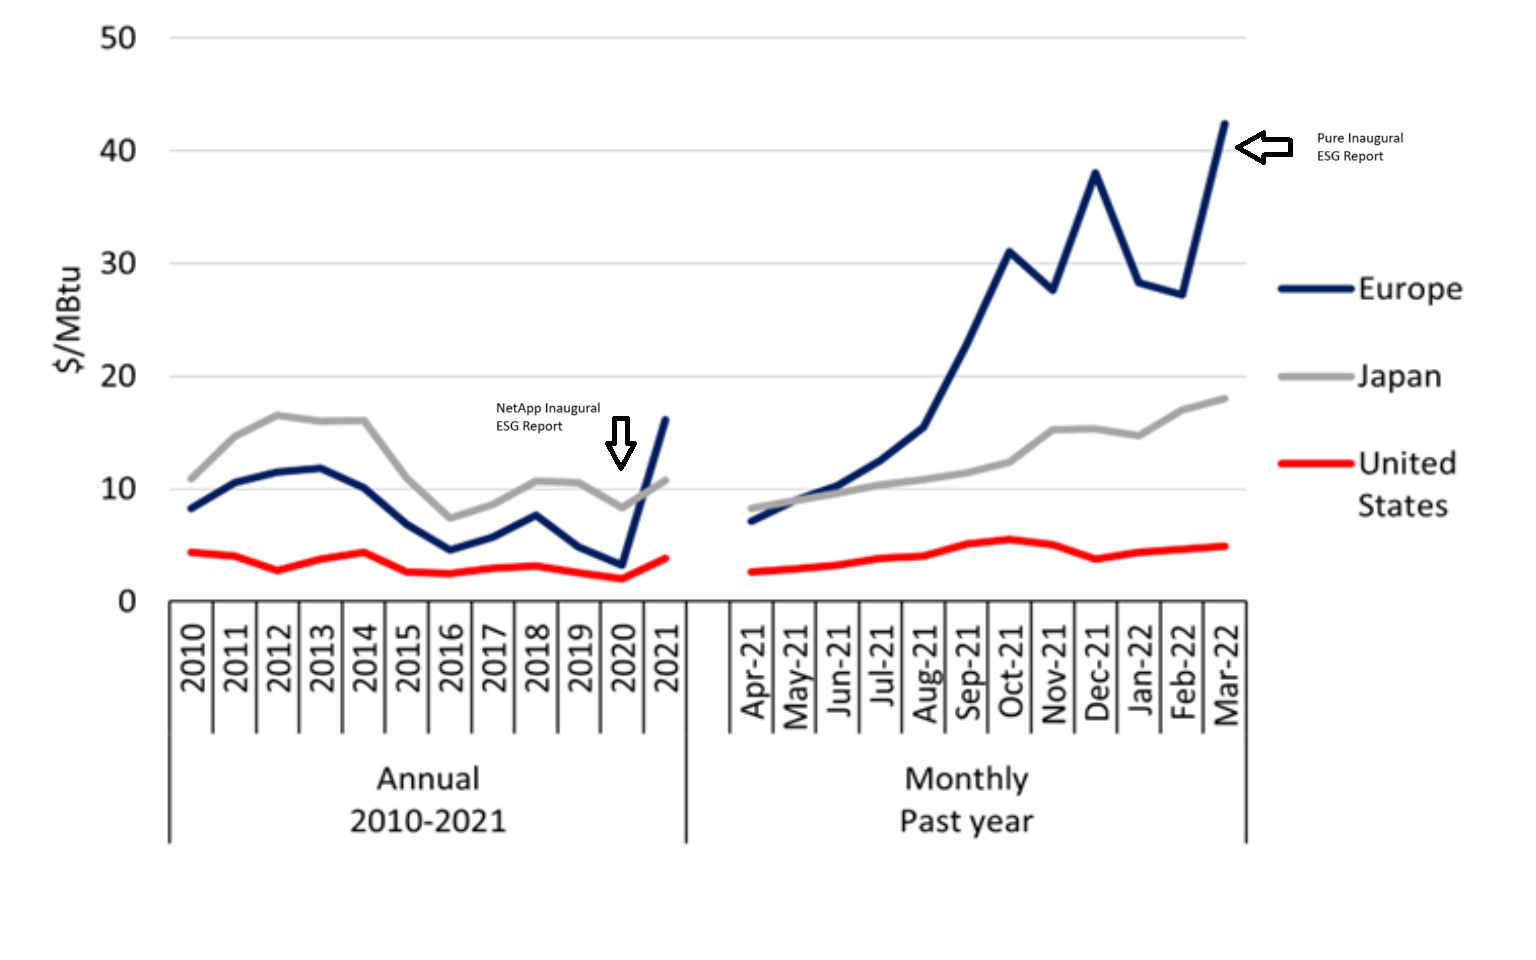 50
40
30
20
10
0
$/MBtu
NetApp Inaugural
ESG Report
Pure Inaugural
ESG Report
Europe
Japan
United
States
2010
2011
2012
2013
2014
2015
2016
2017
2018
2019
2020
2021
Apr-21
May-21
Jun-21
Jul-21
Aug-21
Sep-21
Oct-21
Nov-21
Dec-21
Jan-22
Feb-22
Mar-22
Annual
2010-2021
Monthly
Past year